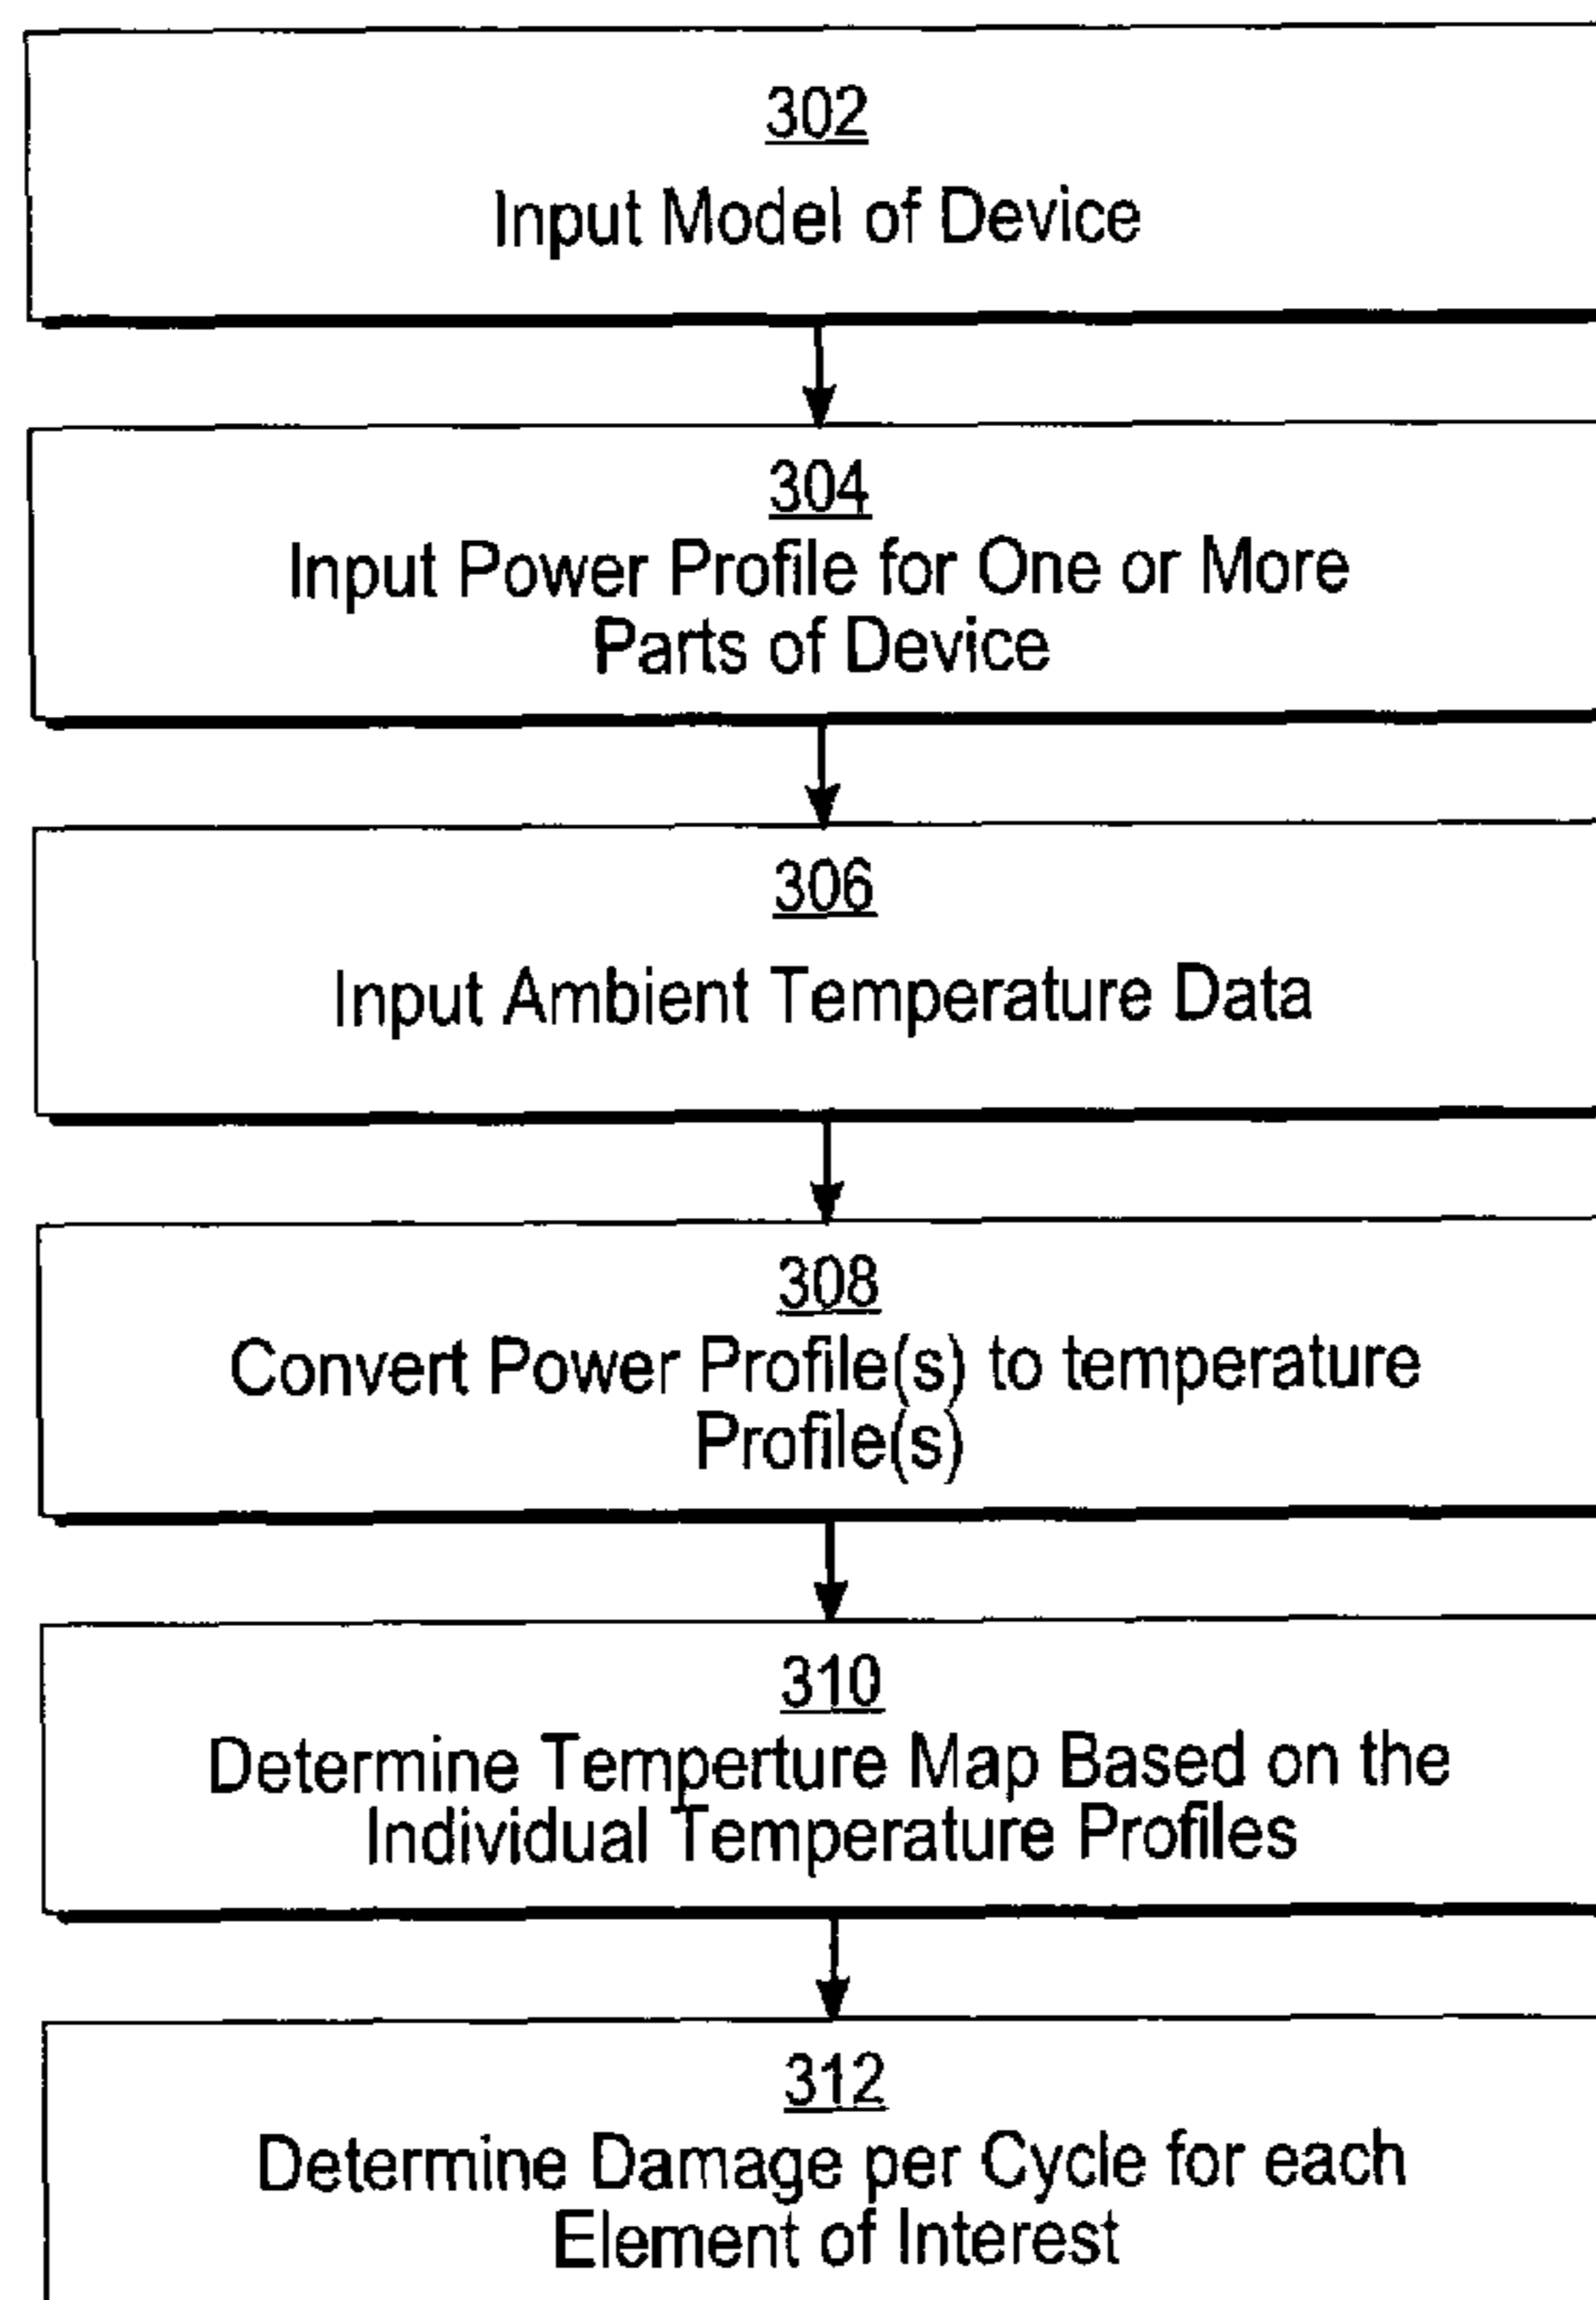 302
Input Model of Device
304
Input Power Profile for One or More
Parts of Device
306
Input Ambient Temperature Data
308
Convert Power Profile(s) to temperature
Profile(s)
310
Determine Temperture Map Based on the
Individual Temperature Profiles
312
Determine Damage per Cycle for each
Element of Interest